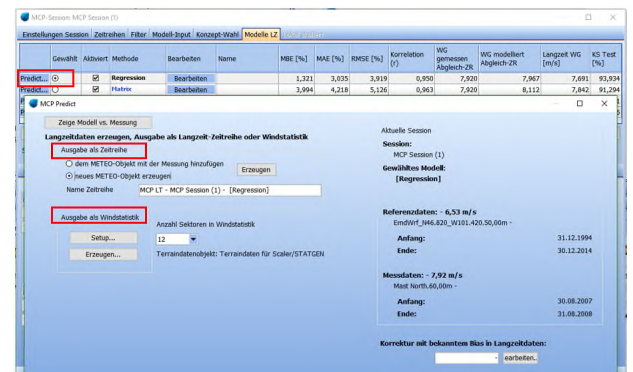 MCP-Session: MCP Session (1)
Einstellungen Session Zeitreihen Filter Modell-Input Konzept-Wahl Modelle LZ
Gewählt Aktiviert Methode Bearbeiten Name MBE [%] MAE [%] RMSE [%] Korrelation (r) WG gemessen Abgleich-ZR WG modelliert Abgleich-ZR Langzeit WG [m/s] KS Test [%]
Predict... Regression Bearbeiten 1,321 3,035 3,919 0,950 7,920 7,967 7,691 93,934
Predict... Matrix Bearbeiten 3,994 4,218 5,126 0,963 7,920 8,112 7,842 91,294
MCP Predict
Zeige Modell vs. Messung
Langzeitdaten erzeugen, Ausgabe als Langzeit-Zeitreihe oder Windstatistik
Ausgabe als Zeitreihe
dem METEO-Objekt mit der Messung hinzufügen
Erzeugen
neues METEO-Objekt erzeugen
Name Zeitreihe MCP LT - MCP Session (1) - [Regression]
Ausgabe als Windstatistik
Anzahl Sektoren in Windstatistik
Setup...
12
Erzeugen...
Terraindatenobjekt: Terraindaten für Scaler/STATGEN
Aktuelle Session
Session:
MCP Session (1)
Gewähltes Modell:
[Regression]
Referenzdaten: - 6,53 m/s
EmdWrf_N46.820_W101.420.50,00m -
Anfang: 31.12.1994
Ende: 30.12.2014
Messdaten: - 7,92 m/s
Mast North.60,00m -
Anfang: 30.08.2007
Ende: 31.08.2008
Korrektur mit bekanntem Bias in Langzeitdaten:
earbeiten.